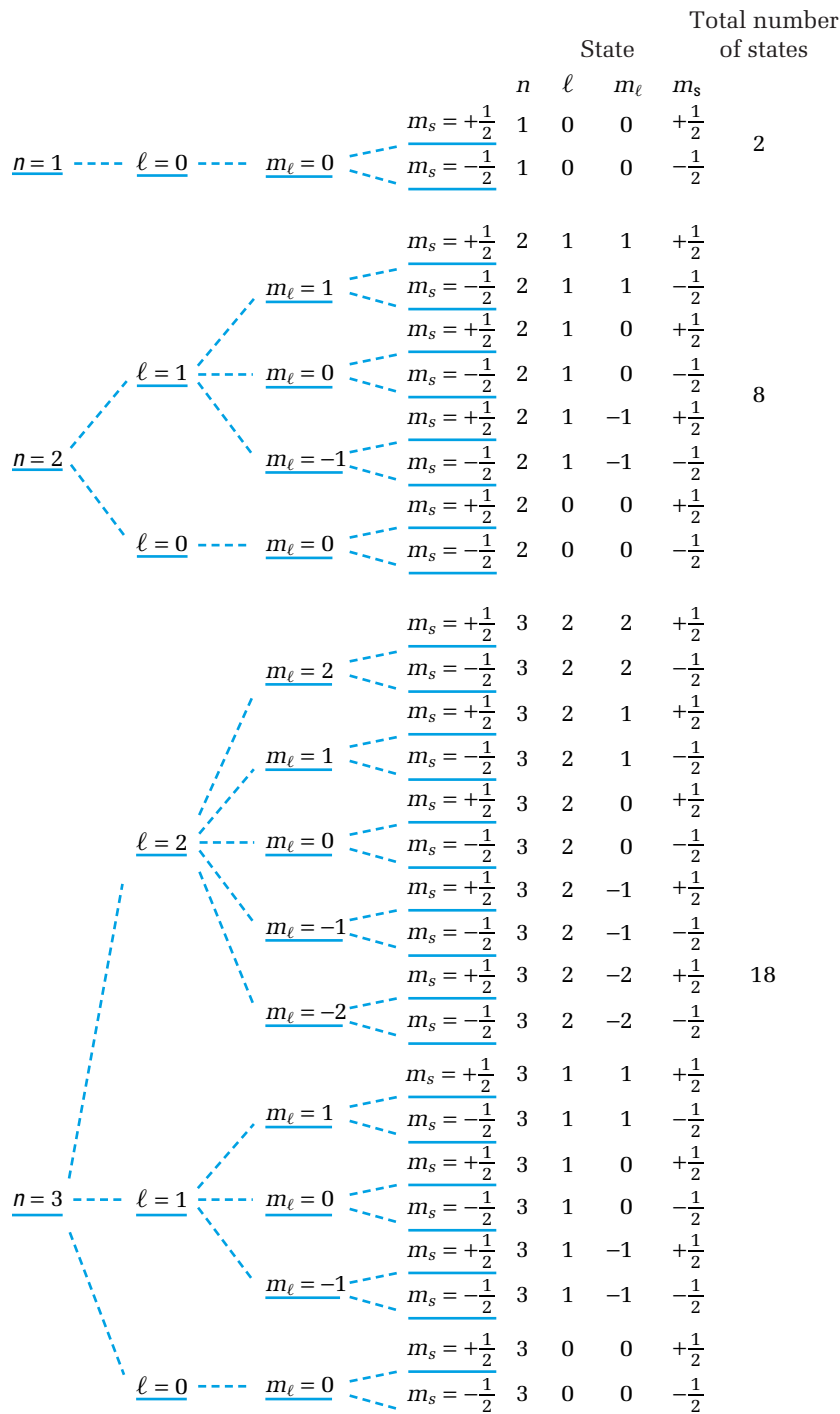 Total number
State of states
n ℓ mℓ ms
ms = +1/2 1 0 0 +1/2
2
n = 1 ℓ = 0 mℓ = 0 ms = −1/2 1 0 0 −1/2
ms = +1/2 2 1 1 +1/2
mℓ = 1 ms = −1/2 2 1 1 −1/2
ms = +1/2 2 1 0 +1/2
ℓ = 1 mℓ = 0 ms = −1/2 2 1 0 −1/2
8
ms = +1/2 2 1 −1 +1/2
n = 2 mℓ = −1 ms = −1/2 2 1 −1 −1/2
ms = +1/2 2 0 0 +1/2
ℓ = 0 mℓ = 0 ms = −1/2 2 0 0 −1/2
ms = +1/2 3 2 2 +1/2
mℓ = 2 ms = −1/2 3 2 2 −1/2
ms = +1/2 3 2 1 +1/2
mℓ = 1 ms = −1/2 3 2 1 −1/2
ms = +1/2 3 2 0 +1/2
ℓ = 2 mℓ = 0 ms = −1/2 3 2 0 −1/2
ms = +1/2 3 2 −1 +1/2
mℓ = −1 ms = −1/2 3 2 −1 −1/2
ms = +1/2 3 2 −2 +1/2 18
mℓ = −2 ms = −1/2 3 2 −2 −1/2
ms = +1/2 3 1 1 +1/2
mℓ = 1 ms = −1/2 3 1 1 −1/2
ms = +1/2 3 1 0 +1/2
n = 3 ℓ = 1 mℓ = 0 ms = −1/2 3 1 0 −1/2
ms = +1/2 3 1 −1 +1/2
mℓ = −1 ms = −1/2 3 1 −1 −1/2
ms = +1/2 3 0 0 +1/2
ℓ = 0 mℓ = 0 ms = −1/2 3 0 0 −1/2